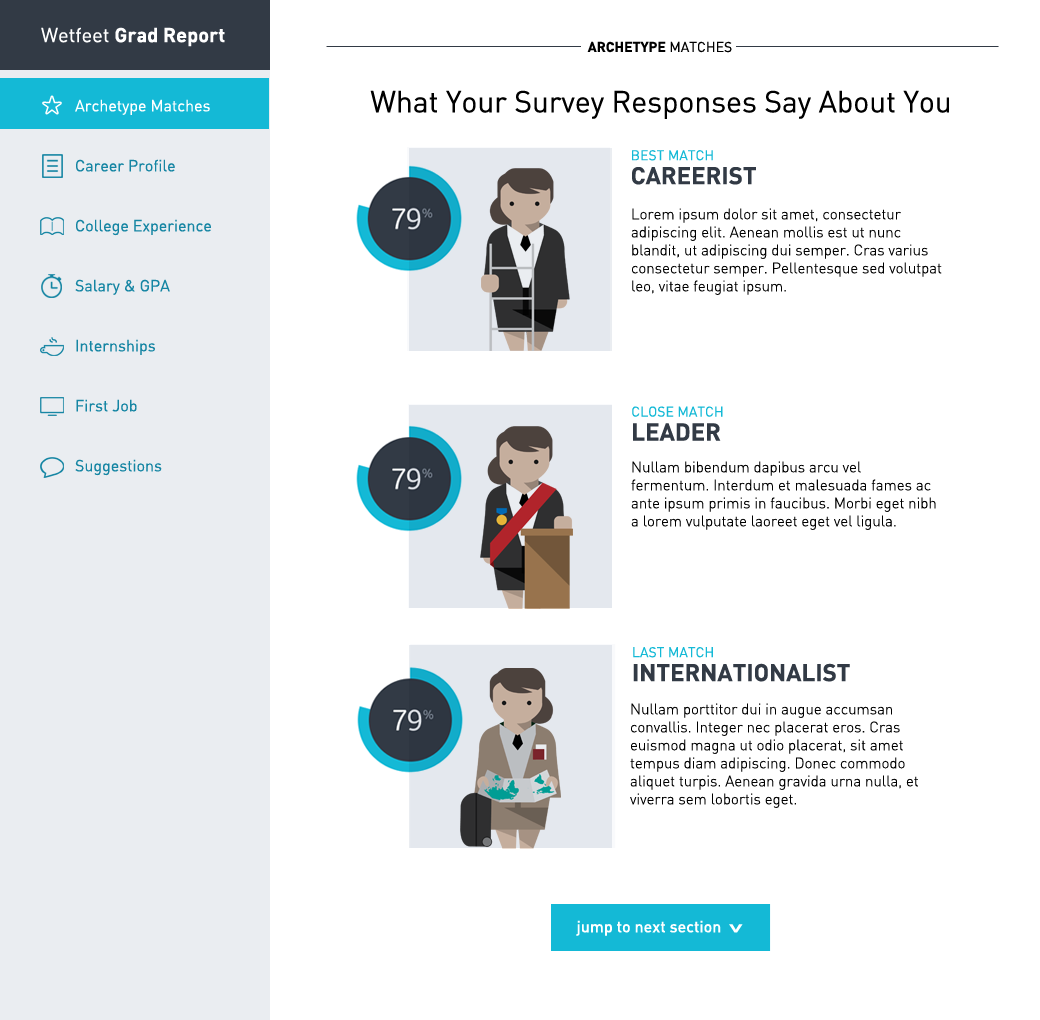 Wetfeet Grad Report
Archetype Matches
Career Profile
College Experience
Salary & GPA
Internships
First Job
Suggestions
ARCHETYPE MATCHES
What Your Survey Responses Say About You
79%
BEST MATCH
CAREERIST
Lorem ipsum dolor sit amet, consectetur
adipiscing elit. Aenean mollis est ut nunc
blandit, ut adipiscing dui semper. Cras varius
consectetur semper. Pellentesque sed volutpat
leo, vitae feugiat ipsum.
79%
CLOSE MATCH
LEADER
Nullam bibendum dapibus arcu vel
fermentum. Interdum et malesuada fames ac
ante ipsum primis in faucibus. Morbi eget nibh
a lorem vulputate laoreet eget vel ligula.
79%
LAST MATCH
INTERNATIONALIST
Nullam porttitor dui in augue accumsan
convallis. Integer nec placerat eros. Cras
euismod magna ut odio placerat, sit amet
tempus diam adipiscing. Donec commodo
aliquet turpis. Aenean gravida urna nulla, et
viverra sem lobortis eget.
jump to next section